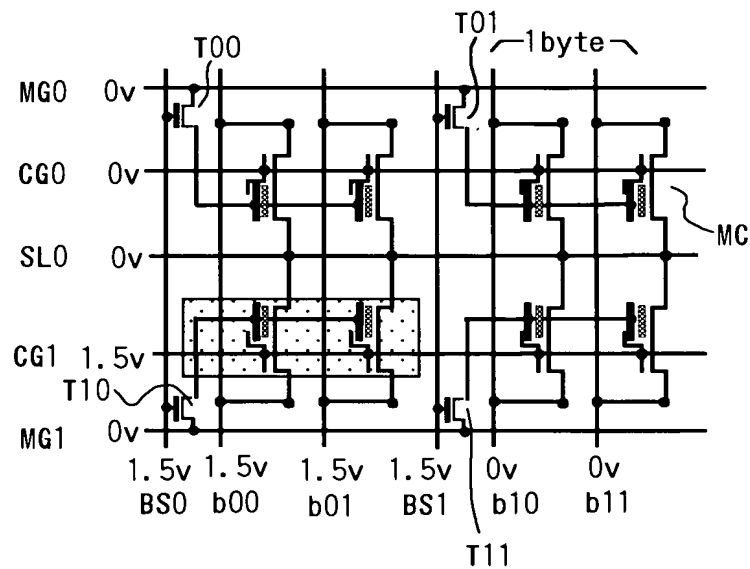 T00
T01
1byte
MG0 0v
CG0 0v
MC
SL0 0v
CG1 1.5v
T10
MG1 0v
1.5v 1.5v 1.5v 1.5v 0v 0v
BS0 b00 b01 BS1 b10 b11
T11